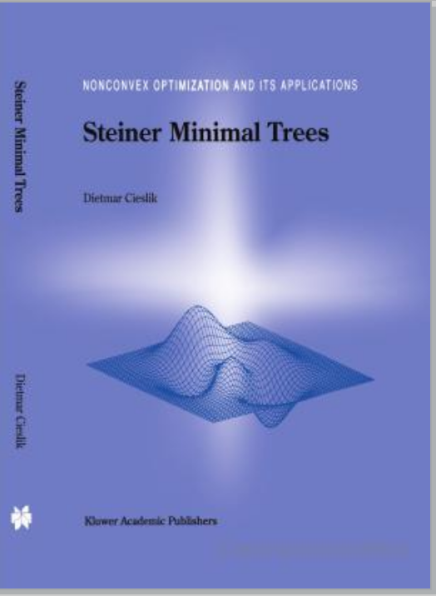 NONCONVEX OPTIMIZATION AND ITS APPLICATIONS
Steiner Minimal Trees
Dietmar Cieslik
Kluwer Academic Publishers
Steiner Minimal Trees
Dietmar Cieslik